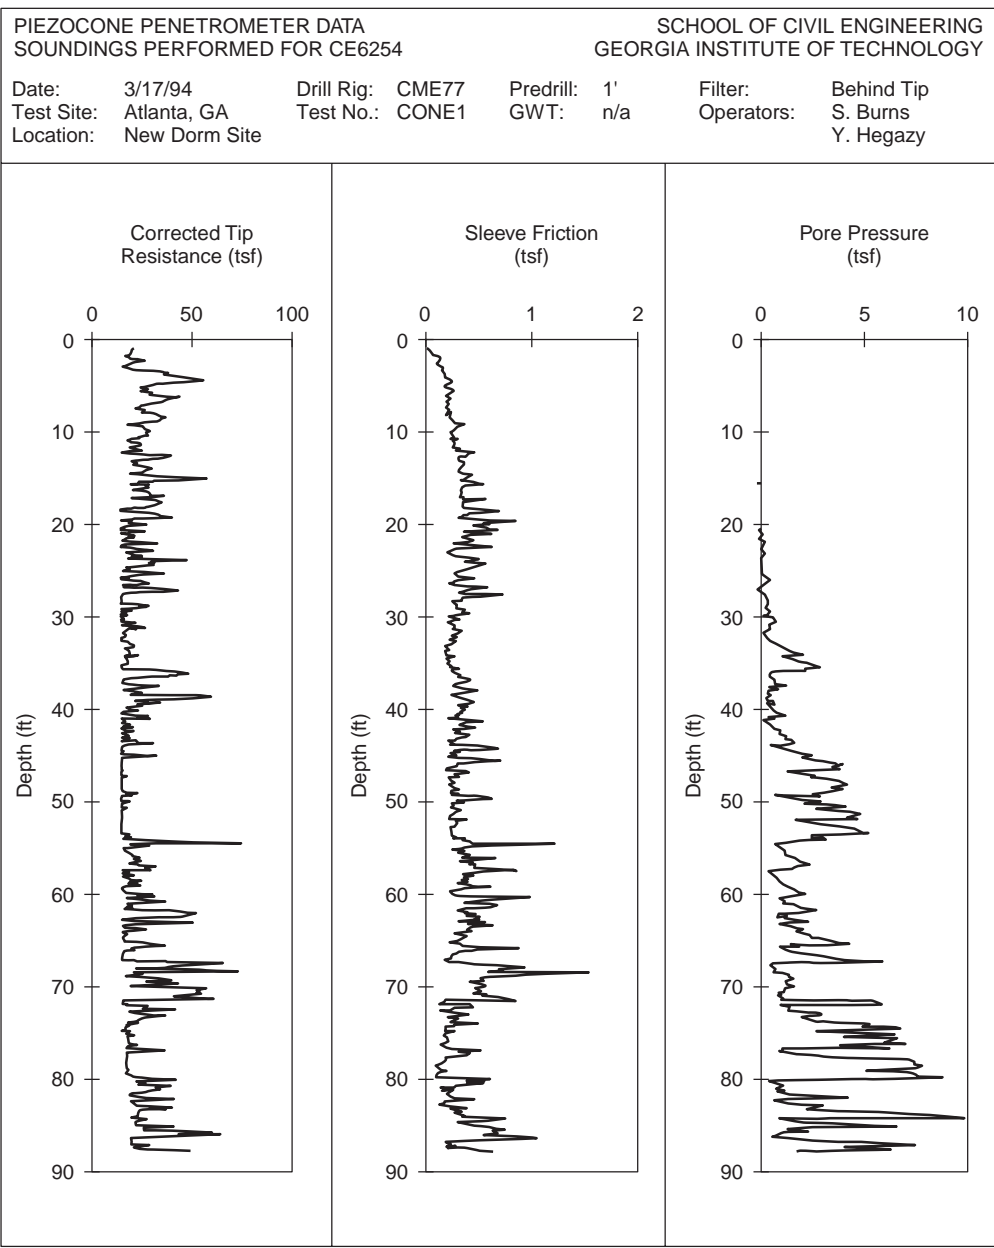 PIEZOCONE PENETROMETER DATA
SOUNDINGS PERFORMED FOR CE6254
SCHOOL OF CIVIL ENGINEERING
GEORGIA INSTITUTE OF TECHNOLOGY
Date: 3/17/94 Drill Rig: CME77 Predrill: 1' Filter: Behind Tip
Test Site: Atlanta, GA Test No.: CONE1 GWT: n/a Operators: S. Burns
Location: New Dorm Site Y. Hegazy
Corrected Tip
Resistance (tsf)
0 50 100
0
10
20
30
40
50
60
70
80
90
Depth (ft)
Sleeve Friction
(tsf)
0 1 2
0
10
20
30
40
50
60
70
80
90
Depth (ft)
Pore Pressure
(tsf)
0 5 10
0
10
20
30
40
50
60
70
80
90
Depth (ft)